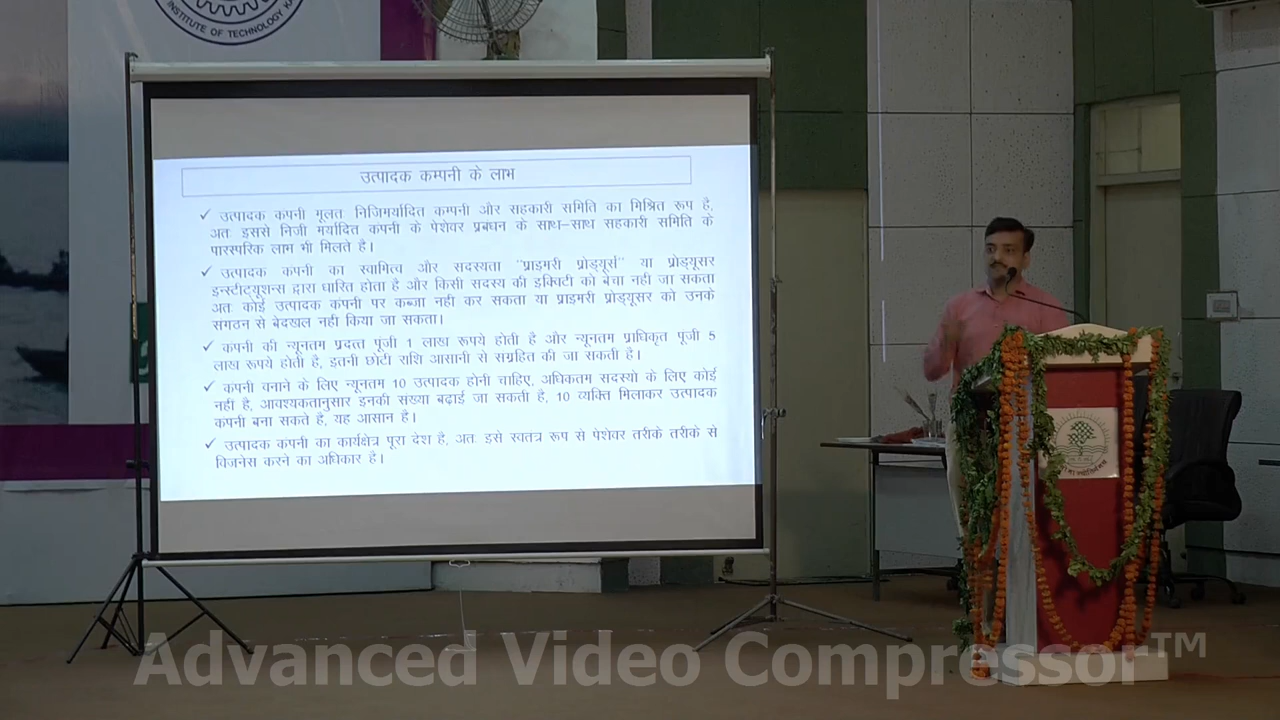 INSTITUTE OF TECHNOLOGY
उत्पादक कम्पनी के लाभ
✓ उत्पादक कंपनी मूलत निजिमर्यादित कम्पनी और सहकारी समिति का मिश्रित रूप है,
अतः इससे निजी मर्यादित कंपनी के पेशेवर प्रबधन के साथ–साथ सहकारी समिति के
पारस्परिक लाभ भी मिलते है।
✓ उत्पादक कंपनी का स्वामित्व और सदस्यता "प्राइमरी प्रोड्यूर्स" या प्रोड्यूसर
इन्स्टीट्यूशन्स द्वारा धारित होता है और किसी सदस्य की इक्विटी को बेचा नही जा सकता
अतः कोई उत्पादक कंपनी पर कब्जा नही कर सकता या प्राइमरी प्रोड्यूसर को उनके
संगठन से बेदखल नही किया जा सकता।
✓ कंपनी की न्यूनतम प्रदत्त पूंजी 1 लाख रूपये होती है और न्यूनतम प्राधिकृत पूंजी 5
लाख रूपये होती है, इतनी छोटी राशि आसानी से संग्रहित की जा सकती है।
✓ कंपनी बनाने के लिए न्यूनतम 10 उत्पादक होनी चाहिए, अधिकतम सदस्यो के लिए कोई
नही है, आवश्यकतानुसार इनकी संख्या बढ़ाई जा सकती है, 10 व्यक्ति मिलाकर उत्पादक
कंपनी बना सकते है, यह आसान है।
✓ उत्पादक कंपनी का कार्यक्षेत्र पूरा देश है, अतः इसे स्वतंत्र रूप से पेशेवर तरीके तरीके से
बिजनेस करने का अधिकार है।
Advanced Video Compressor™